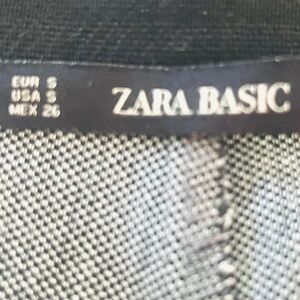 EUR S
USA S
MEX 26
ZARA BASIC